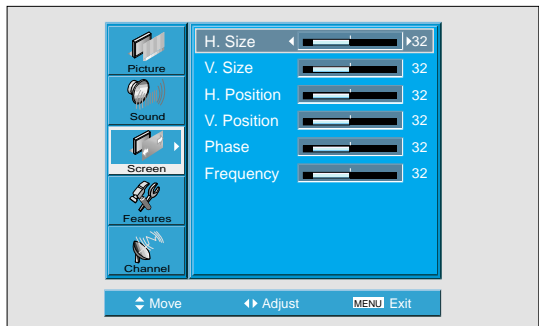 Picture
Sound
Screen
Features
Channel
H. Size 32
V. Size 32
H. Position 32
V. Position 32
Phase 32
Frequency 32
Move Adjust MENU Exit